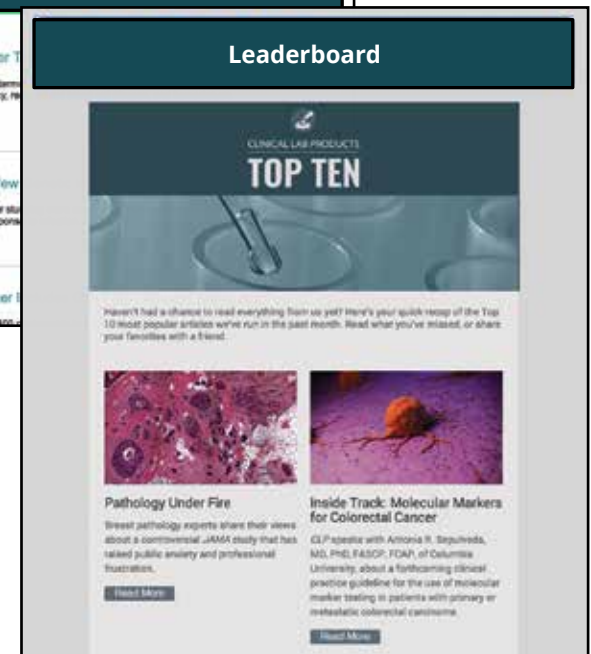 Leaderboard
CLINICAL LAB PRODUCTS
TOP TEN
Haven't had a chance to read everything from us yet? Here's your quick recap of the Top
10 most popular articles we've run in the past month. Read what you've missed, or share
your favorites with a friend.
Pathology Under Fire
Breast pathology experts share their views
about a controversial JAMA study that has
raised public anxiety and professional
frustration.
Read More
Inside Track: Molecular Markers
for Colorectal Cancer
CLP speaks with Antonia R. Sepulveda,
MD, PhD, FASCP, FCAP, of Columbia
University, about a forthcoming clinical
practice guideline for the use of molecular
marker testing in patients with primary or
metastatic colorectal carcinoma.
Read More